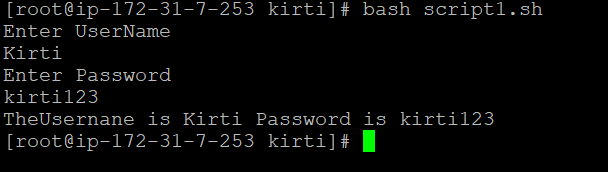 [root@ip-172-31-7-253 kirti]# bash script1.sh
Enter UserName
Kirti
Enter Password
kirti123
TheUsernane is Kirti Password is kirti123
[root@ip-172-31-7-253 kirti]#